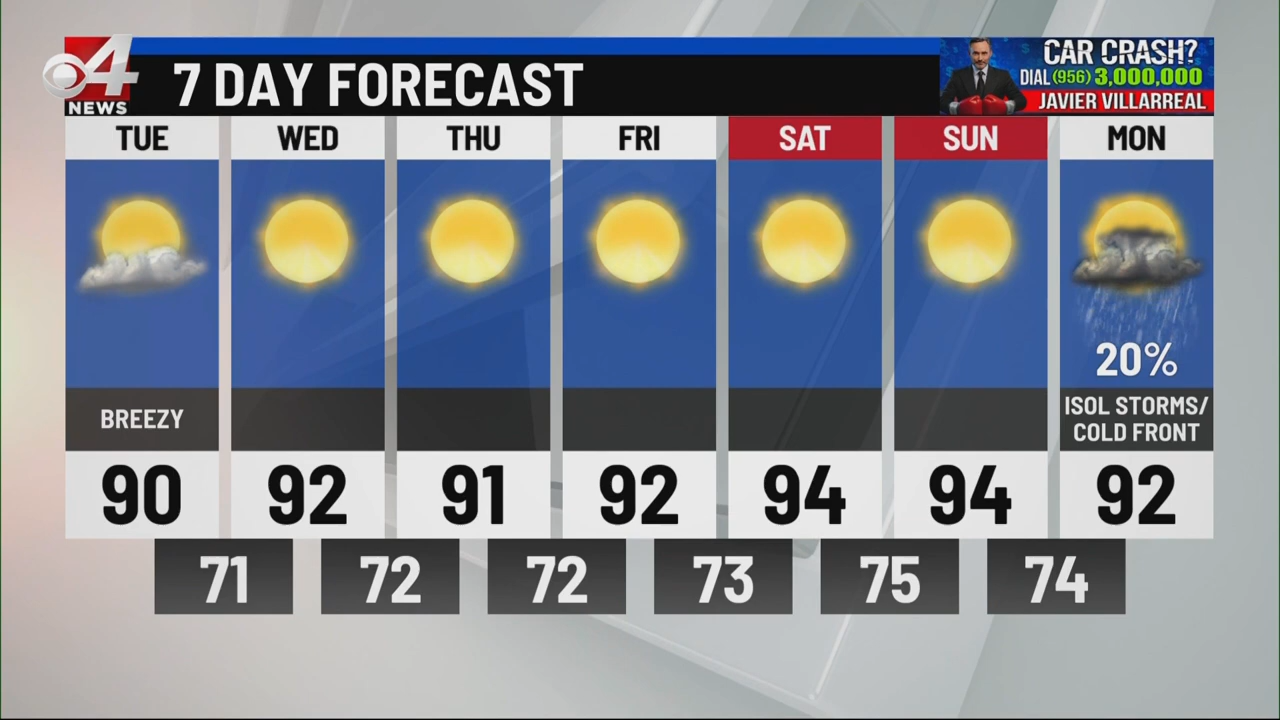 4
NEWS
7 DAY FORECAST
CAR CRASH?
DIAL (956) 3,000,000
JAVIER VILLARREAL
TUE WED THU FRI SAT SUN MON
20%
BREEZY
ISOL STORMS/
COLD FRONT
90 92 91 92 94 94 92
71 72 72 73 75 74